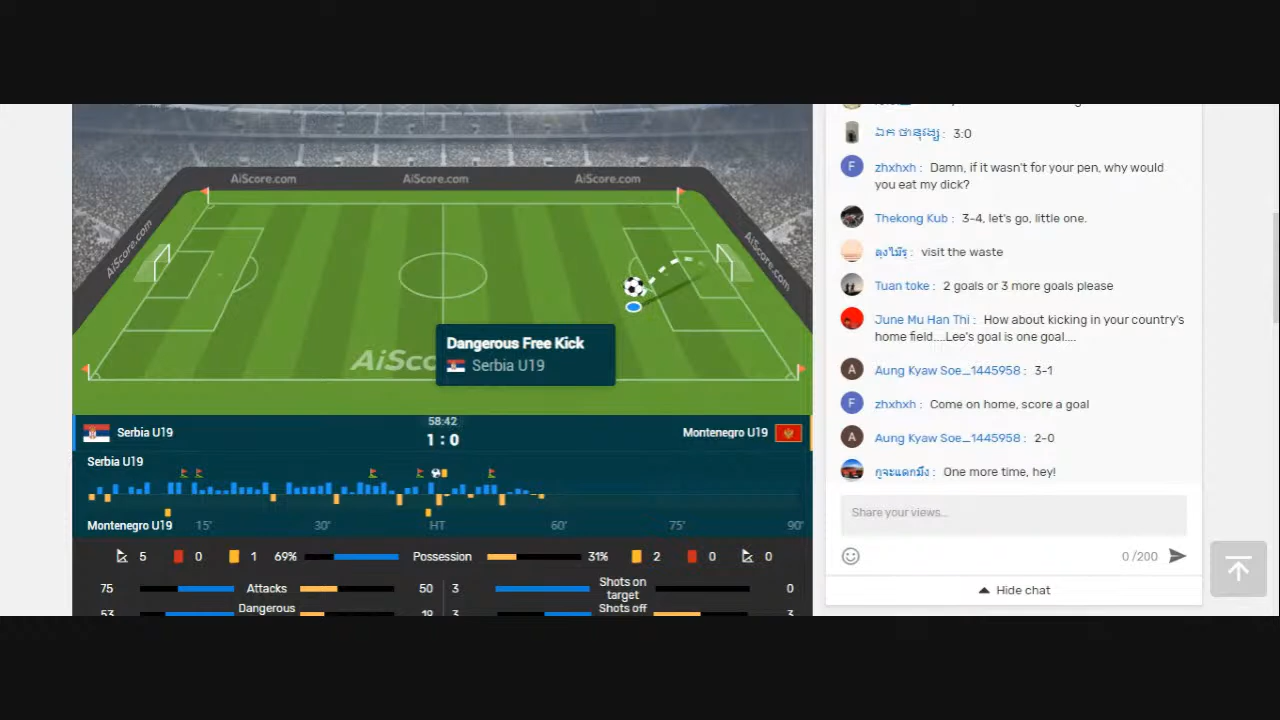 AiScore.com
AiScore.com
AiScore.com
AiScore.com
AiScore.com
Dangerous Free Kick
Serbia U19
AiSco
58:42
Serbia U19
1 : 0
Montenegro U19
Serbia U19
Montenegro U19 15' 30' HT 60' 75' 90'
5 0 1 69% Possession 31% 2 0 0
75 Attacks 50 3 Shots on target 0
53 Dangerous 19 3 Shots off 3
3:0
zhxhxh : Damn, if it wasn't for your pen, why would
you eat my dick?
Thekong Kub : 3-4, let's go, little one.
visit the waste
Tuan toke : 2 goals or 3 more goals please
June Mu Han Thi : How about kicking in your country's
home field....Lee's goal is one goal....
A Aung Kyaw Soe_1445958 : 3-1
F zhxhxh : Come on home, score a goal
A Aung Kyaw Soe_1445958 : 2-0
One more time, hey!
Share your views...
0 /200
Hide chat